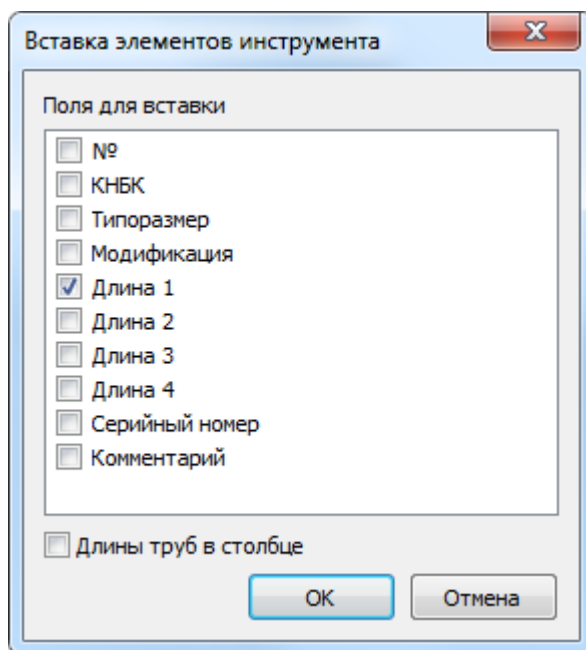 Вставка элементов инструмента
Поля для вставки
№
КНБК
Типоразмер
Модификация
Длина 1
Длина 2
Длина 3
Длина 4
Серийный номер
Комментарий
Длины труб в столбце
ОК
Отмена